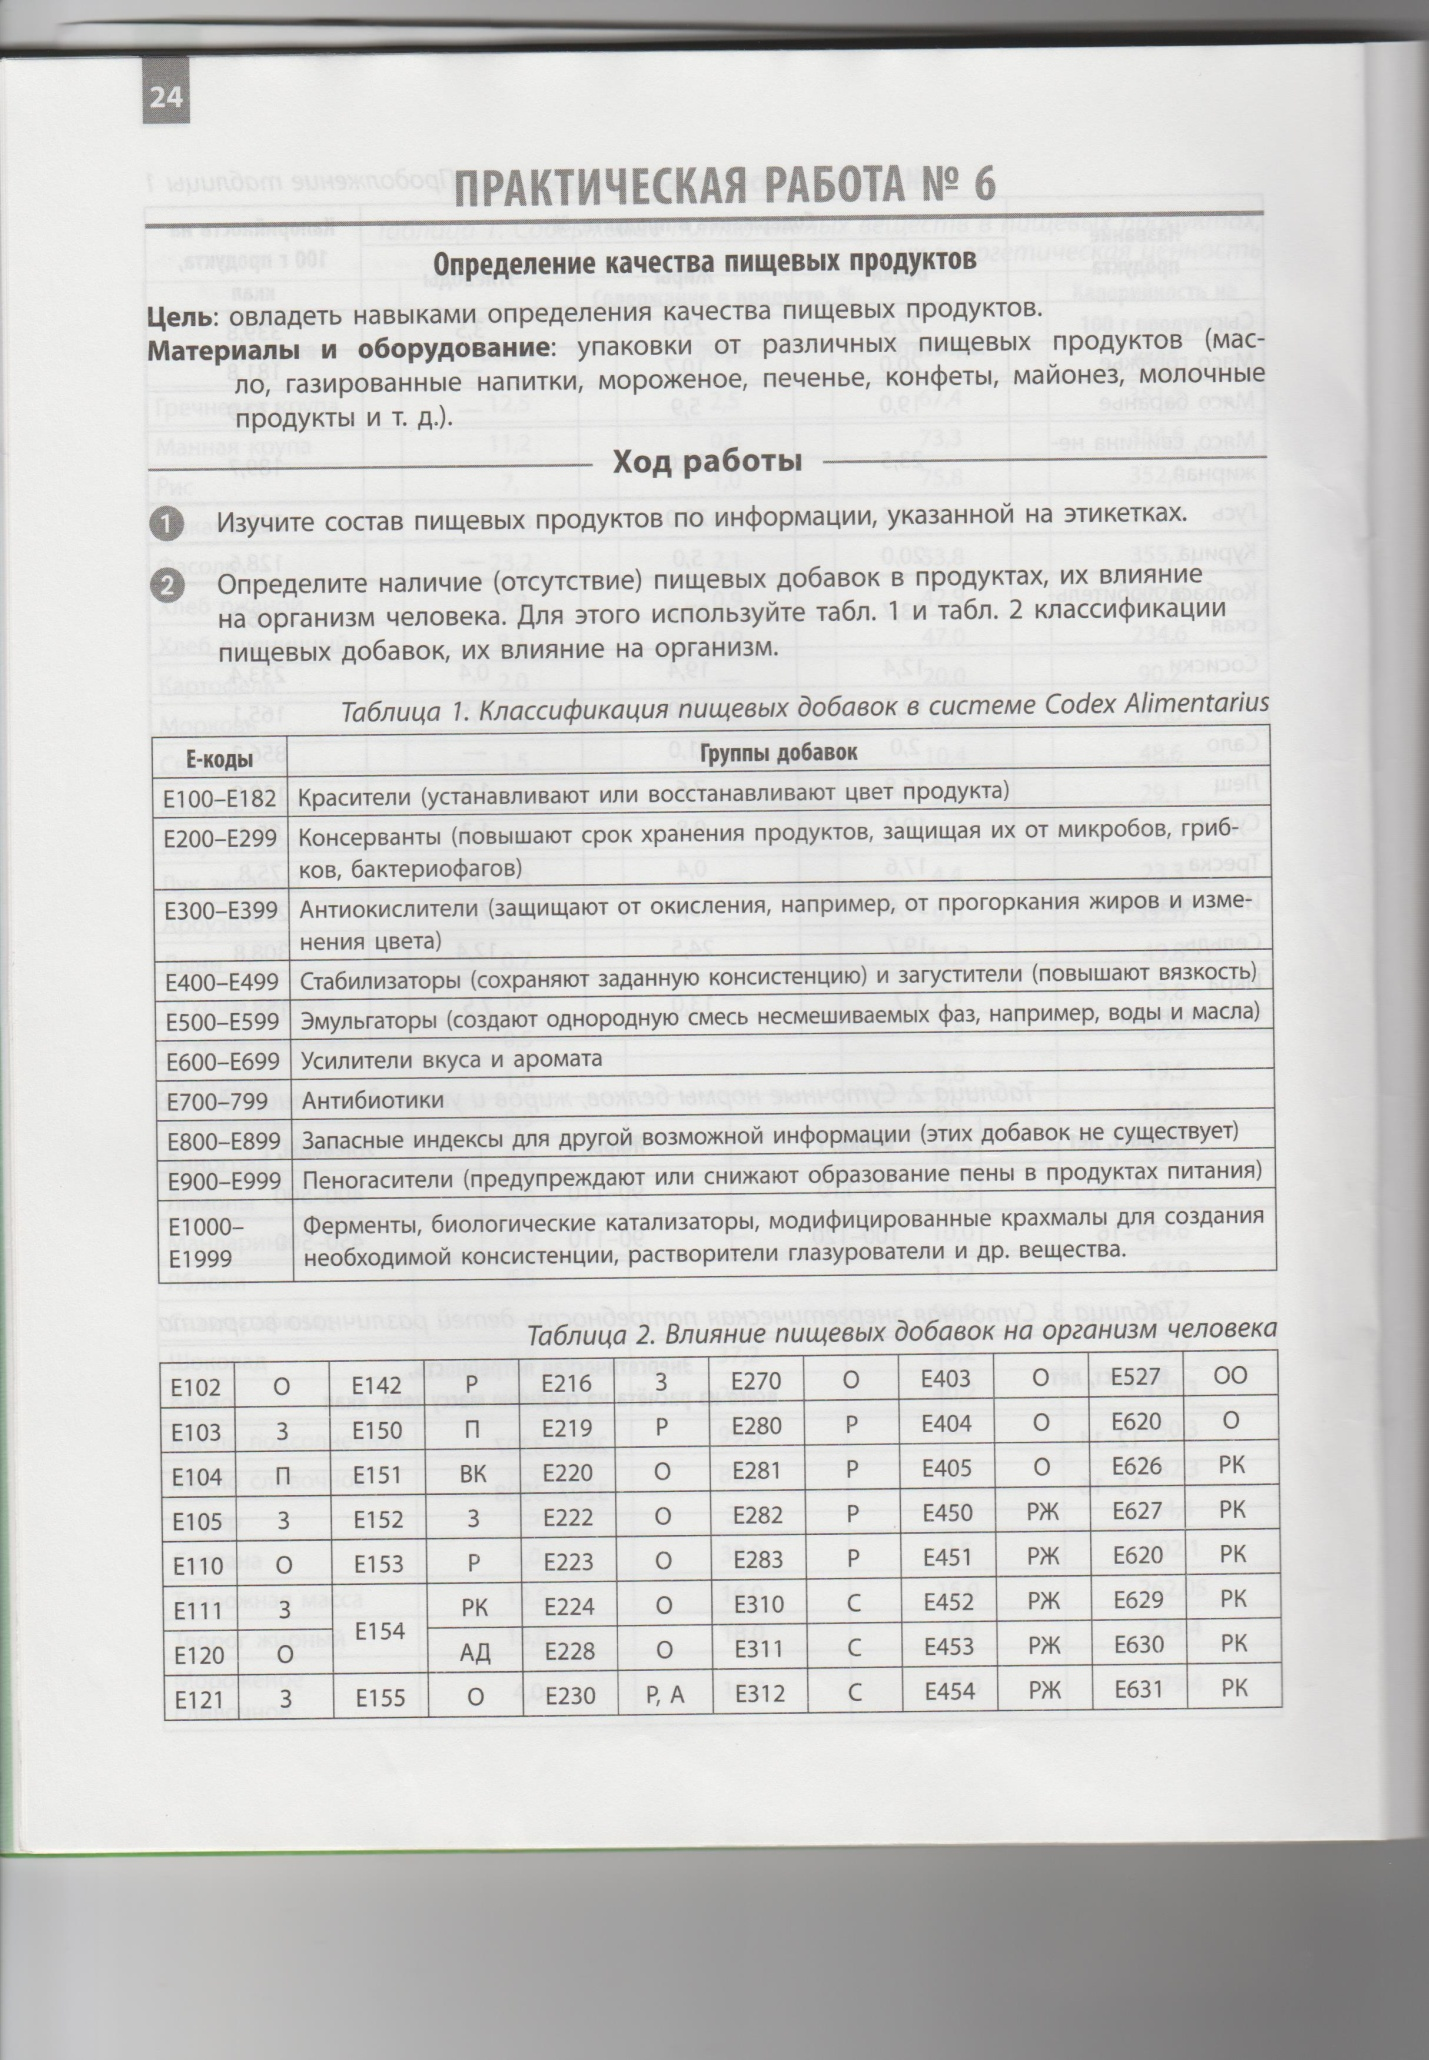 24
ПРАКТИЧЕСКАЯ РАБОТА № 6
Определение качества пищевых продуктов
Цель: овладеть навыками определения качества пищевых продуктов.
Материалы и оборудование: упаковки от различных пищевых продуктов (мас-
ло, газированные напитки, мороженое, печенье, конфеты, майонез, молочные
продукты и т. д.).
Ход работы
1 Изучите состав пищевых продуктов по информации, указанной на этикетках.
2 Определите наличие (отсутствие) пищевых добавок в продуктах, их влияние
на организм человека. Для этого используйте табл. 1 и табл. 2 классификации
пищевых добавок, их влияние на организм.
Таблица 1. Классификация пищевых добавок в системе Codex Alimentarius
Е-коды Группы добавок
Е100–Е182 Красители (устанавливают или восстанавливают цвет продукта)
Е200–Е299 Консерванты (повышают срок хранения продуктов, защищая их от микробов, гриб-
ков, бактериофагов)
Е300–Е399 Антиокислители (защищают от окисления, например, от прогоркания жиров и изме-
нения цвета)
Е400–Е499 Стабилизаторы (сохраняют заданную консистенцию) и загустители (повышают вязкость)
Е500–Е599 Эмульгаторы (создают однородную смесь несмешиваемых фаз, например, воды и масла)
Е600–Е699 Усилители вкуса и аромата
Е700–799 Антибиотики
Е800–Е899 Запасные индексы для другой возможной информации (этих добавок не существует)
Е900–Е999 Пеногасители (предупреждают или снижают образование пены в продуктах питания)
Е1000– Ферменты, биологические катализаторы, модифицированные крахмалы для создания
Е1999 необходимой консистенции, растворители глазурователи и др. вещества.
Таблица 2. Влияние пищевых добавок на организм человека
Е102 О Е142 Р Е216 З Е270 О Е403 О Е527 ОО
Е103 З Е150 П Е219 Р Е280 Р Е404 О Е620 О
Е104 П Е151 ВК Е220 О Е281 Р Е405 О Е626 РК
Е105 З Е152 З Е222 О Е282 Р Е450 РЖ Е627 РК
Е110 О Е153 Р Е223 О Е283 Р Е451 РЖ Е620 РК
Е111 З Е154 РК Е224 О Е310 С Е452 РЖ Е629 РК
Е120 О АД Е228 О Е311 С Е453 РЖ Е630 РК
Е121 З Е155 О Е230 Р, А Е312 С Е454 РЖ Е631 РК